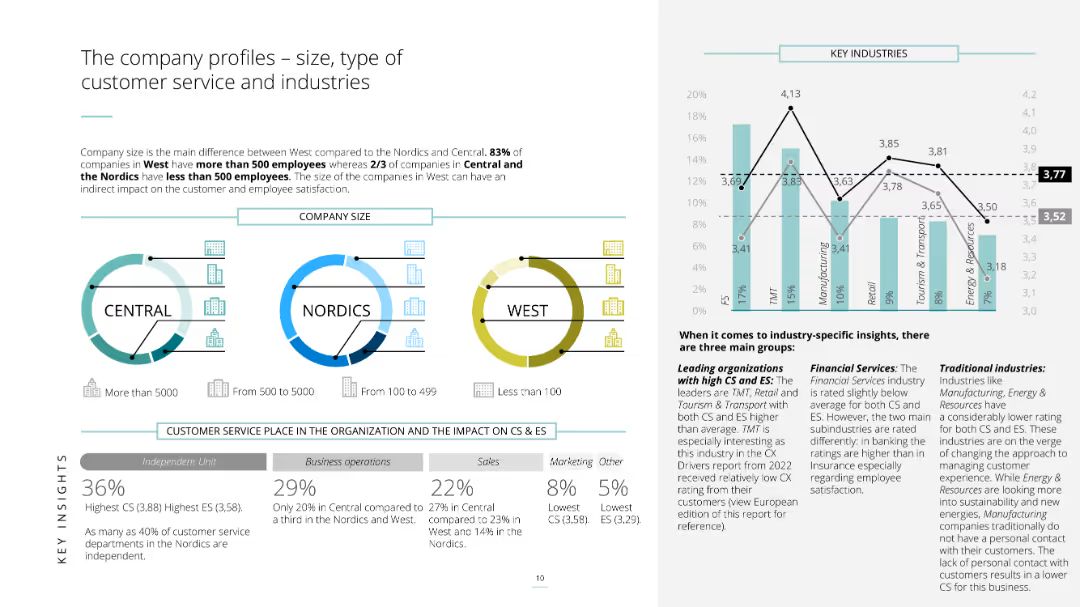 The company profiles – size, type of
customer service and industries
Company size is the main difference between West compared to the Nordics and Central. 83% of
companies in West have more than 500 employees whereas 2/3 of companies in Central and
the Nordics have less than 500 employees. The size of the companies in West can have an
indirect impact on the customer and employee satisfaction.
COMPANY SIZE
CENTRAL
NORDICS
WEST
More than 5000
From 500 to 5000
From 100 to 499
Less than 100
CUSTOMER SERVICE PLACE IN THE ORGANIZATION AND THE IMPACT ON CS & ES
Independent Unit
Business operations
Sales
Marketing
Other
36%
29%
22%
8%
5%
Highest CS (3,88) Highest ES (3,58).
As many as 40% of customer service
departments in the Nordics are
independent.
Only 20% in Central compared to
a third in the Nordics and West.
27% in Central
compared to 23% in
West and 14% in the
Nordics.
Lowest
CS (3,58).
Lowest
ES (3,29).
KEY INSIGHTS
10
KEY INDUSTRIES
20%
18%
16%
14%
12%
10%
8%
6%
4%
2%
0%
4,2
4,1
4,0
3,9
3,8
3,7
3,6
3,5
3,4
3,3
3,2
3,1
3,0
4,13
3,69
3,83
3,63
3,85
3,78
3,81
3,65
3,50
3,41
3,41
3,18
3,77
3,52
FS
17%
TMT
15%
Manufacturing
10%
Retail
9%
Tourism & Transport
8%
Energy & Resources
7%
When it comes to industry-specific insights, there
are three main groups:
Leading organizations
with high CS and ES: The
leaders are TMT, Retail and
Tourism & Transport with
both CS and ES higher
than average. TMT is
especially interesting as
this industry in the CX
Drivers report from 2022
received relatively low CX
rating from their
customers (view European
edition of this report for
reference).
Financial Services: The
Financial Services industry
is rated slightly below
average for both CS and
ES. However, the two main
subindustries are rated
differently: in banking the
ratings are higher than in
Insurance especially
regarding employee
satisfaction.
Traditional industries:
Industries like
Manufacturing, Energy &
Resources have
a considerably lower rating
for both CS and ES. These
industries are on the verge
of changing the approach to
managing customer
experience. While Energy &
Resources are looking more
into sustainability and new
energies, Manufacturing
companies traditionally do
not have a personal contact
with their customers. The
lack of personal contact with
customers results in a lower
CS for this business.